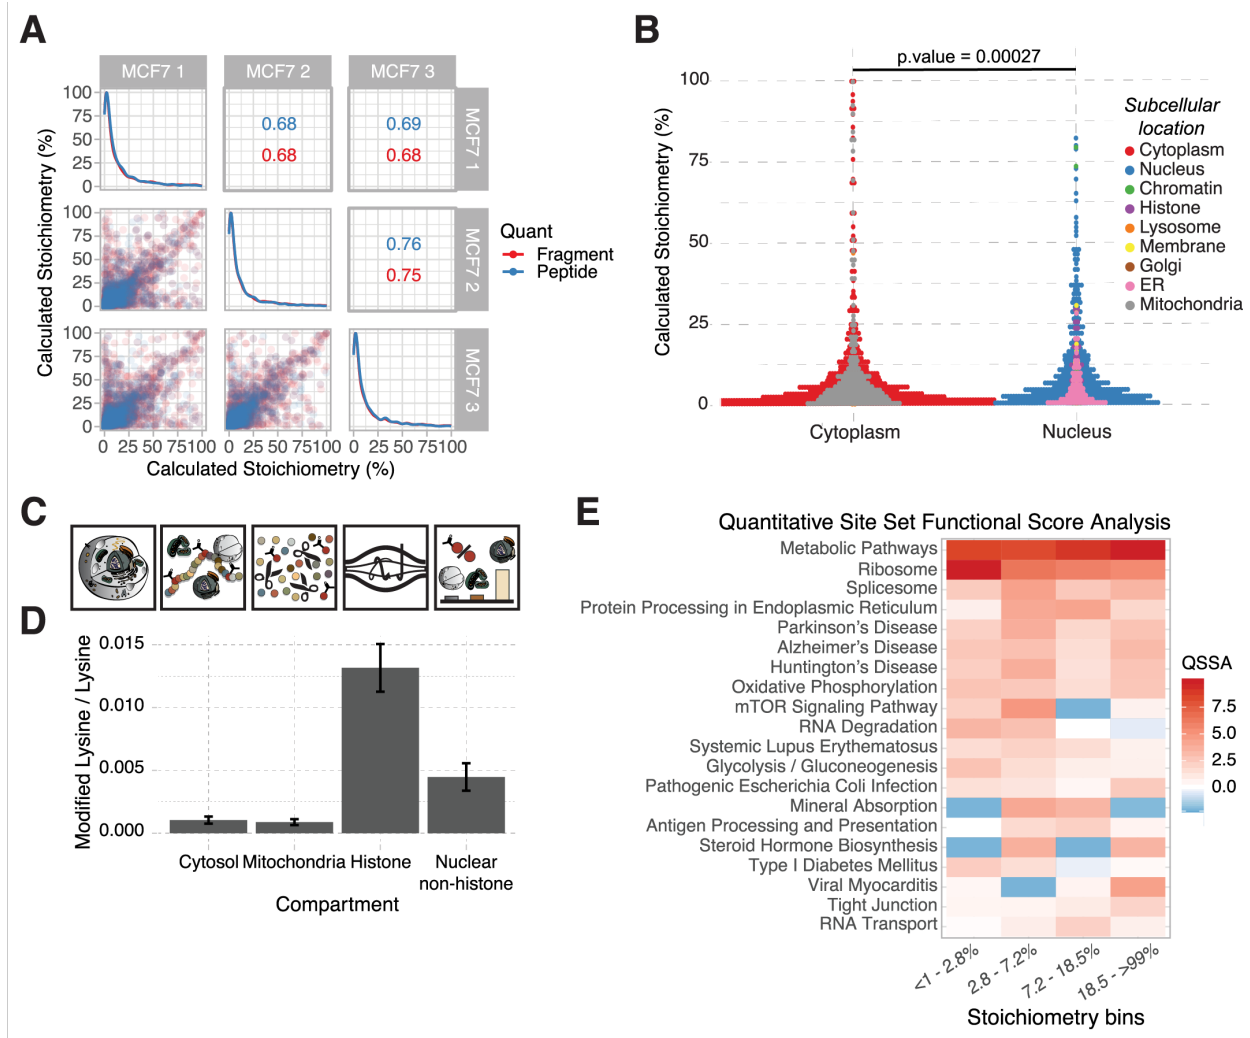 A
MCF7 1
MCF7 2
MCF7 3
Calculated Stoichiometry (%)
Calculated Stoichiometry (%)
100
75
50
25
0
0.68
0.68
0.69
0.68
MCF7 1
100
75
50
25
0
0.76
0.75
MCF7 2
100
75
50
25
0
MCF7 3
0 25 50 75100
0 25 50 75100
0 25 50 75100
Calculated Stoichiometry (%)
Quant
Fragment
Peptide
B
p.value = 0.00027
Calculated Stoichiometry (%)
100
75
50
25
0
Cytoplasm
Nucleus
Subcellular
location
Cytoplasm
Nucleus
Chromatin
Histone
Lysosome
Membrane
Golgi
ER
Mitochondria
C
D
Modified Lysine / Lysine
0.015
0.010
0.005
0.000
Cytosol Mitochondria Histone Nuclear
non-histone
Compartment
E
Quantitative Site Set Functional Score Analysis
Metabolic Pathways
Ribosome
Splicesome
Protein Processing in Endoplasmic Reticulum
Parkinson's Disease
Alzheimer's Disease
Huntington's Disease
Oxidative Phosphorylation
mTOR Signaling Pathway
RNA Degradation
Systemic Lupus Erythematosus
Glycolysis / Gluconeogenesis
Pathogenic Escherichia Coli Infection
Mineral Absorption
Antigen Processing and Presentation
Steroid Hormone Biosynthesis
Type I Diabetes Mellitus
Viral Myocarditis
Tight Junction
RNA Transport
<1 - 2.8%
2.8 - 7.2%
7.2 - 18.5%
18.5 - >99%
Stoichiometry bins
QSSA
7.5
5.0
2.5
0.0